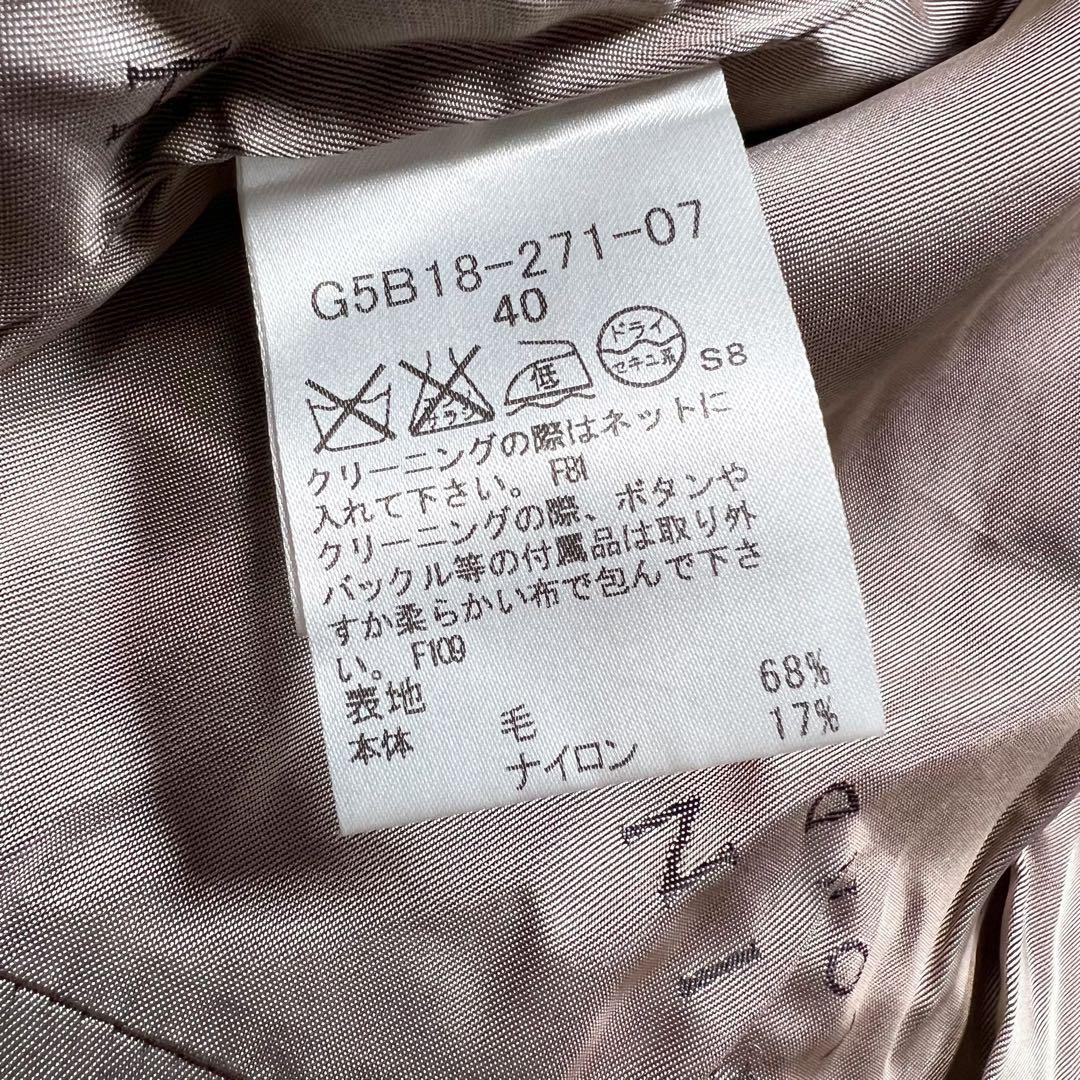 G5B18-271-07
40
低
ドライ
セキユ系
S8
クリーニングの際はネットに
入れて下さい。F81
クリーニングの際、ボタンや
バックル等の付属品は取り外
すか柔らかい布で包んで下さ
い。F109
表地
本体 毛 68%
ナイロン 17%